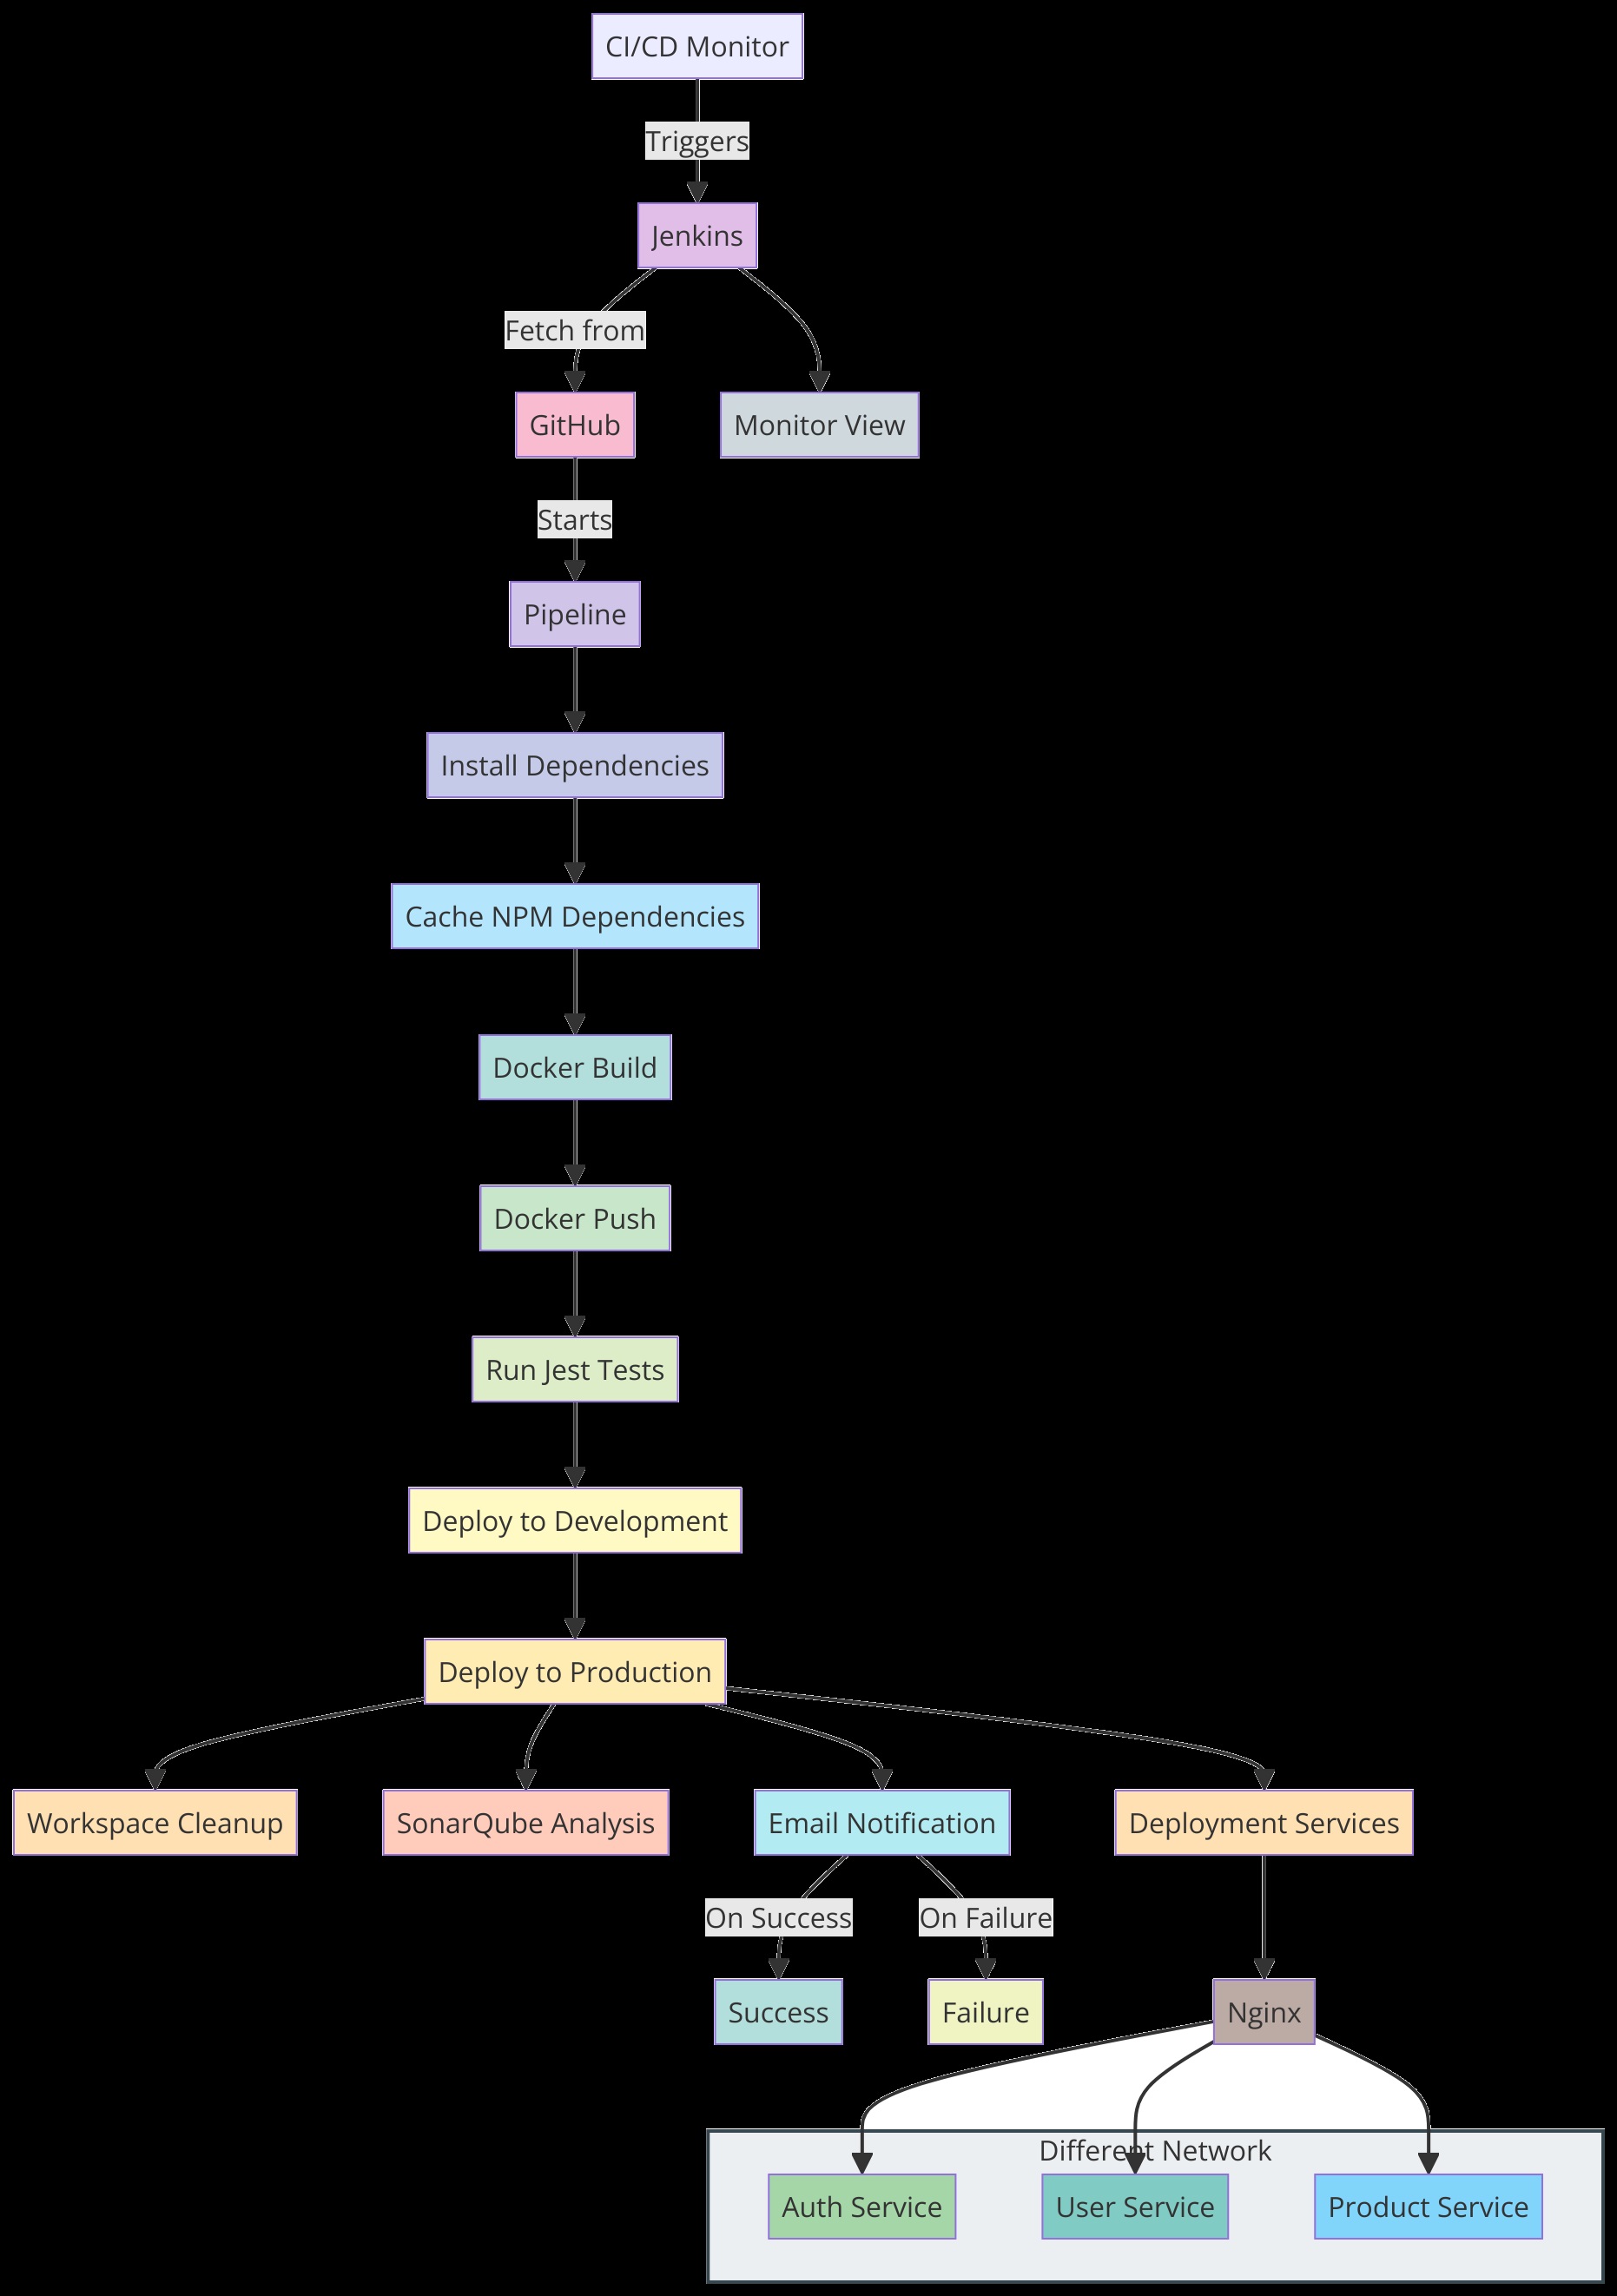 CI/CD Monitor
Triggers
Jenkins
Fetch from
GitHub
Monitor View
Starts
Pipeline
Install Dependencies
Cache NPM Dependencies
Docker Build
Docker Push
Run Jest Tests
Deploy to Development
Deploy to Production
Workspace Cleanup
SonarQube Analysis
Email Notification
Deployment Services
On Success
On Failure
Success
Failure
Nginx
Different Network
Auth Service
User Service
Product Service